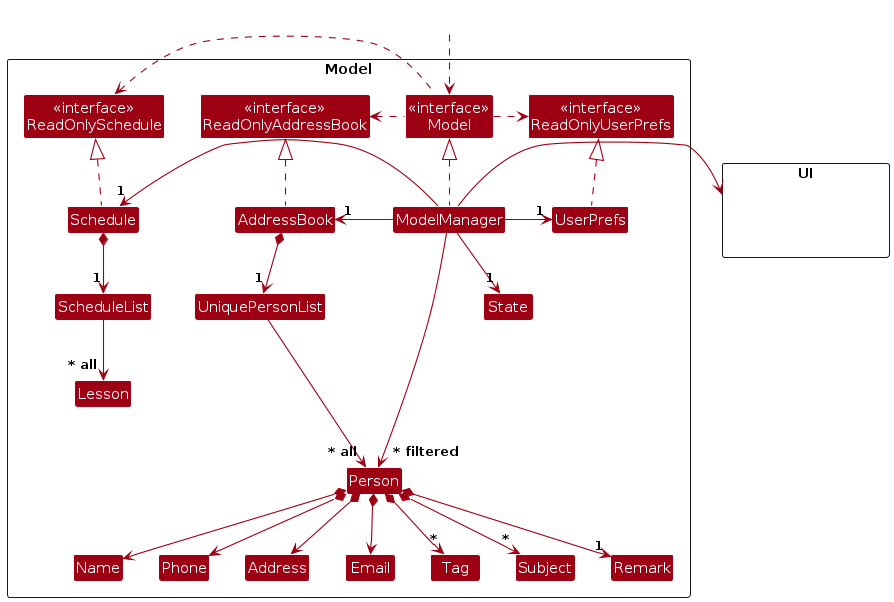 Model
«interface»
ReadOnlySchedule
«interface»
ReadOnlyAddressBook
«interface»
Model
«interface»
ReadOnlyUserPrefs
UI
1
Schedule
AddressBook
1
ModelManager
1
UserPrefs
1
ScheduleList
1
UniquePersonList
1
State
* all
Lesson
* all
* filtered
Person
*
*
1
Name
Phone
Address
Email
Tag
Subject
Remark